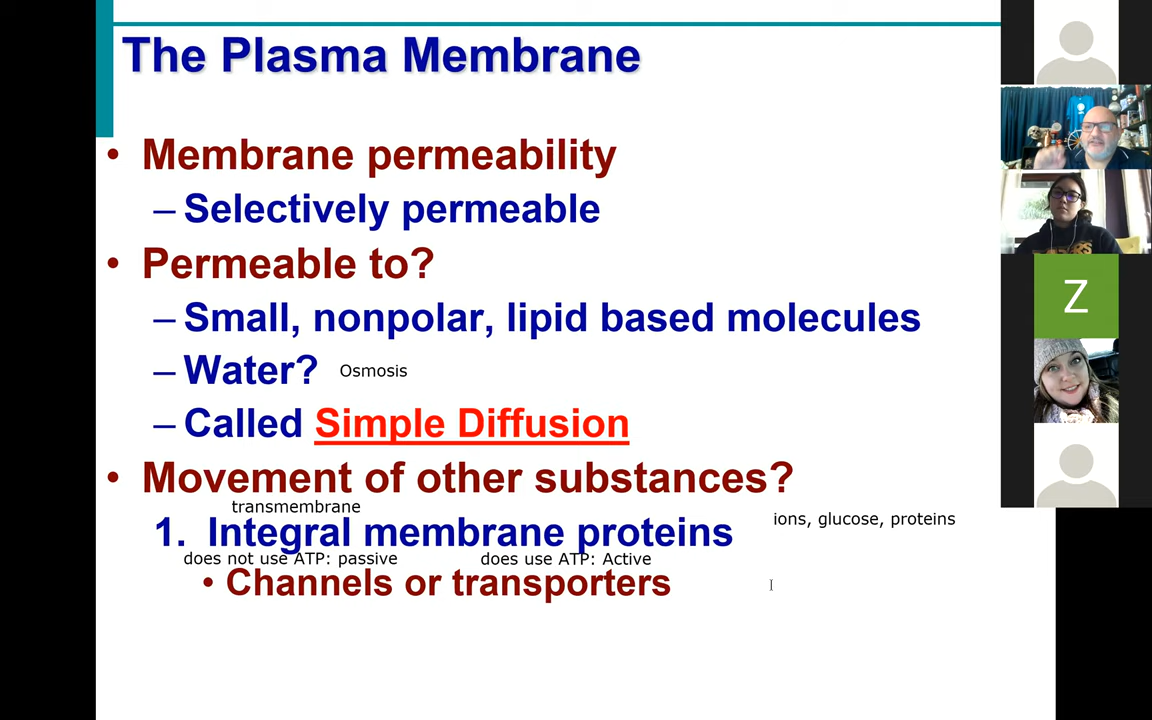 The Plasma Membrane
• Membrane permeability
– Selectively permeable
• Permeable to?
– Small, nonpolar, lipid based molecules
– Water? Osmosis
– Called Simple Diffusion
• Movement of other substances?
transmembrane
1. Integral membrane proteins ions, glucose, proteins
does not use ATP: passive does use ATP: Active
• Channels or transporters
Z